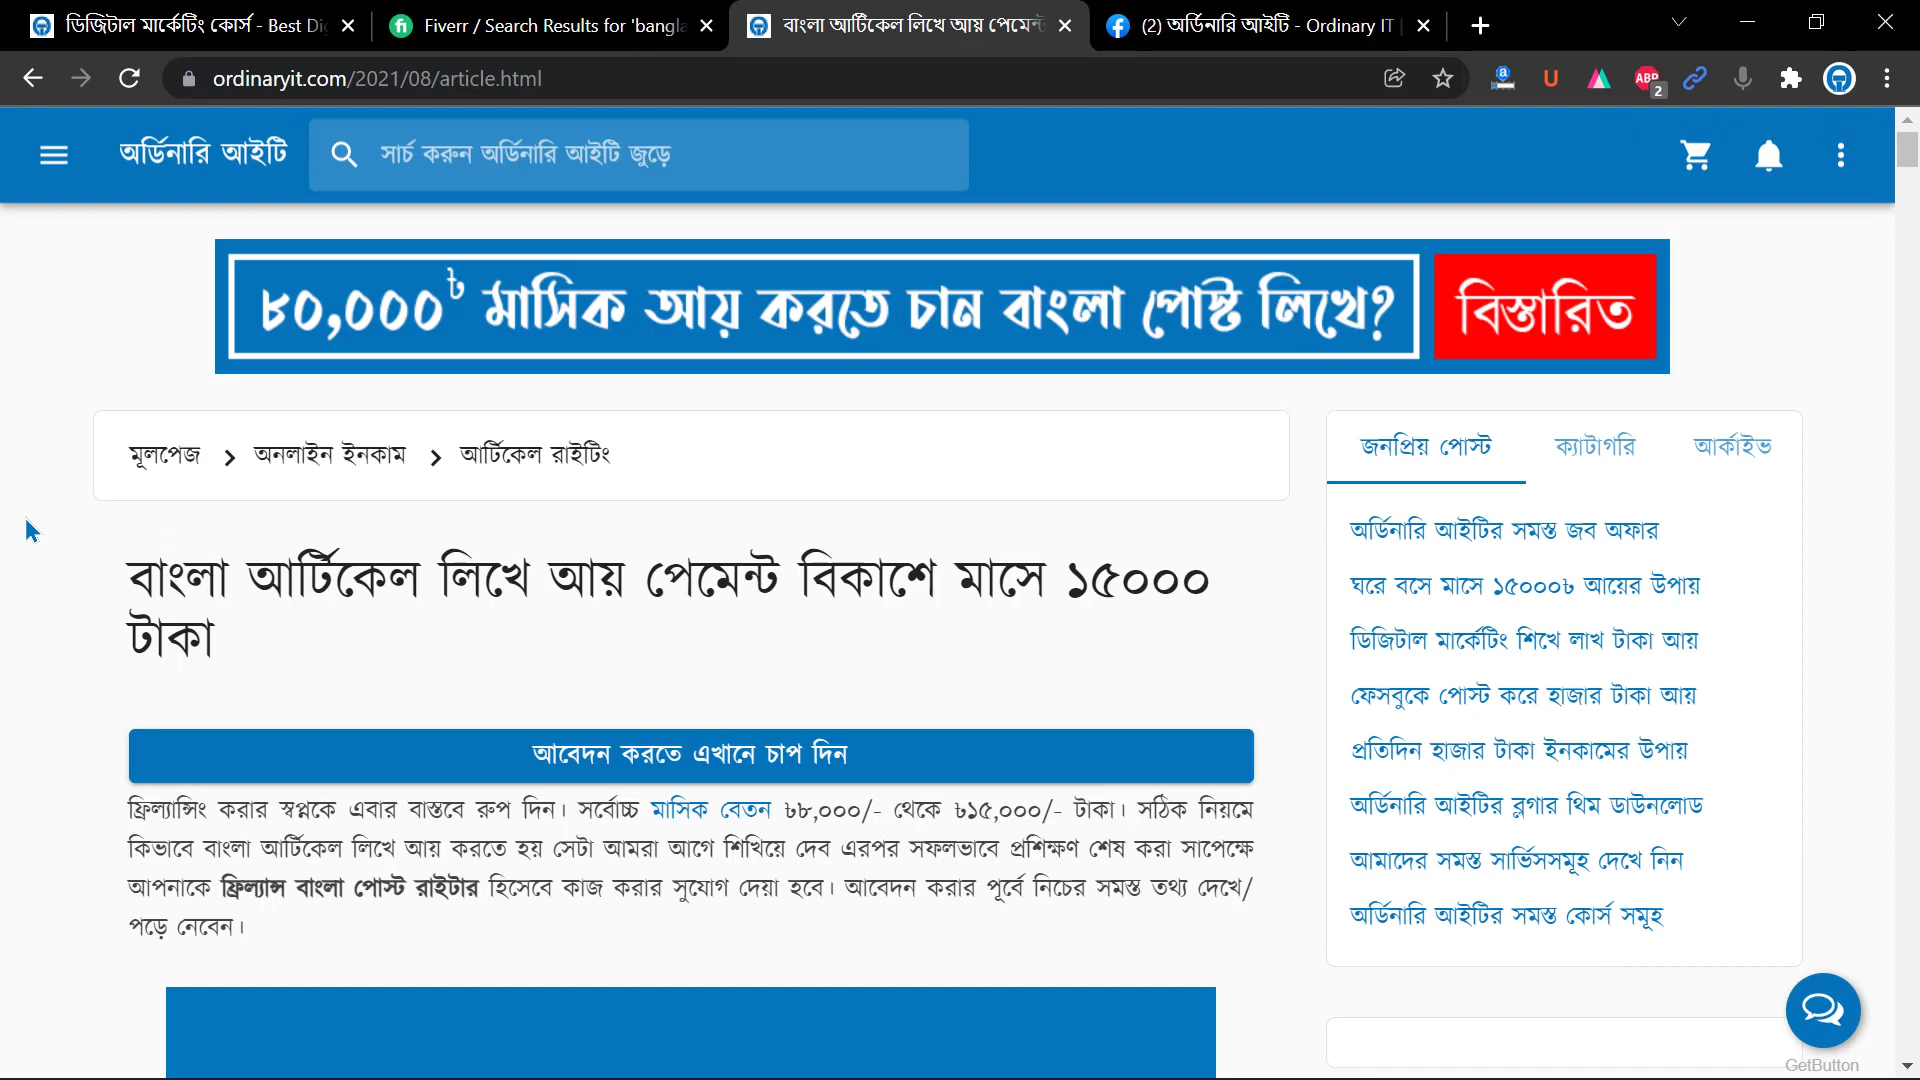 ডিজিটাল মার্কেটিং কোর্স - Best Di
Fiverr / Search Results for 'bangla
বাংলা আর্টিকেল লিখে আয় পেমেন্ট
(2) অর্ডিনারি আইটি - Ordinary IT |
ordinaryit.com/2021/08/article.html
a
U
ABP
2
অর্ডিনারি আইটি
সার্চ করুন অর্ডিনারি আইটি জুড়ে
৮০,০০০৳ মাসিক আয় করতে চান বাংলা পোস্ট লিখে?
বিস্তারিত
মূলপেজ > অনলাইন ইনকাম > আর্টিকেল রাইটিং
বাংলা আর্টিকেল লিখে আয় পেমেন্ট বিকাশে মাসে ১৫০০০
টাকা
আবেদন করতে এখানে চাপ দিন
ফ্রিল্যান্সিং করার স্বপ্নকে এবার বাস্তবে রুপ দিন। সর্বোচ্চ মাসিক বেতন ৳৮,০০০/- থেকে ৳১৫,০০০/- টাকা। সঠিক নিয়মে
কিভাবে বাংলা আর্টিকেল লিখে আয় করতে হয় সেটা আমরা আগে শিখিয়ে দেব এরপর সফলভাবে প্রশিক্ষণ শেষ করা সাপেক্ষে
আপনাকে ফ্রিল্যান্স বাংলা পোস্ট রাইটার হিসেবে কাজ করার সুযোগ দেয়া হবে। আবেদন করার পূর্বে নিচের সমস্ত তথ্য দেখে/
পড়ে নেবেন।
জনপ্রিয় পোস্ট
ক্যাটাগরি
আর্কাইভ
অর্ডিনারি আইটির সমস্ত জব অফার
ঘরে বসে মাসে ১৫০০০৳ আয়ের উপায়
ডিজিটাল মার্কেটিং শিখে লাখ টাকা আয়
ফেসবুকে পোস্ট করে হাজার টাকা আয়
প্রতিদিন হাজার টাকা ইনকামের উপায়
অর্ডিনারি আইটির ব্লগার থিম ডাউনলোড
আমাদের সমস্ত সার্ভিসসমূহ দেখে নিন
অর্ডিনারি আইটির সমস্ত কোর্স সমূহ
GetButton